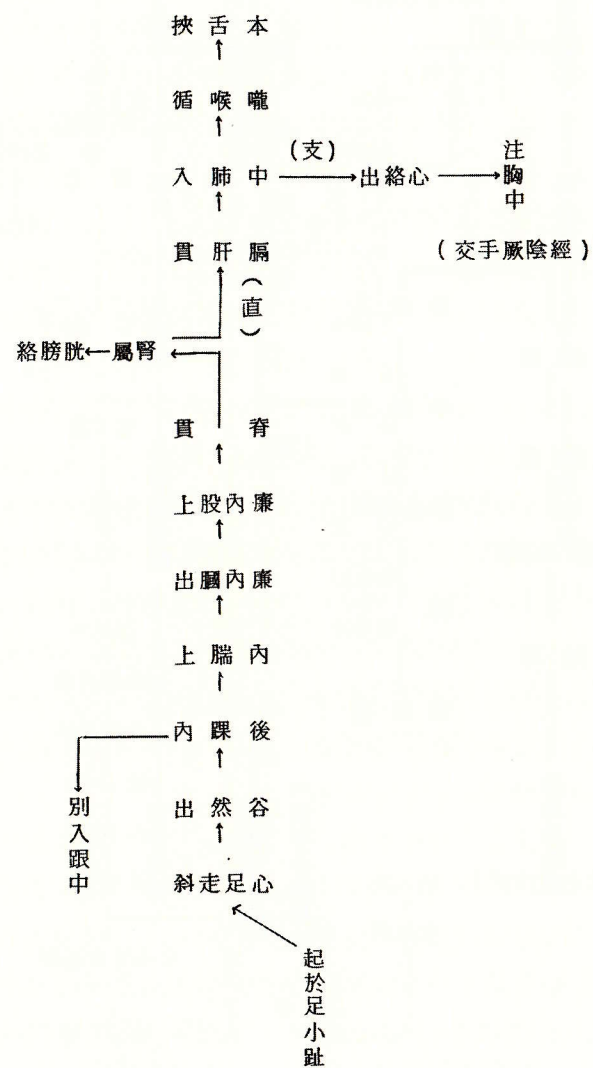 挾舌本
循喉嚨
入肺中
(支)
出絡心
注胸中
貫肝膈
(交手厥陰經)
(直)
絡膀胱
屬腎
貫脊
上股內廉
出膕內廉
上腨內
內踝後
別入跟中
出然谷
斜走足心
起於足小趾